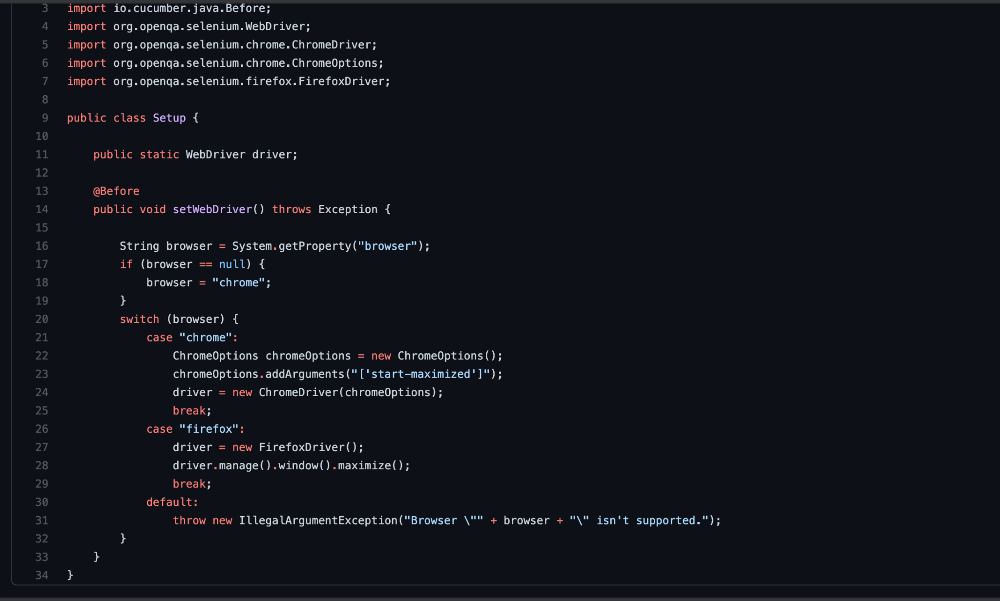 3 import io.cucumber.java.Before;
4 import org.openqa.selenium.WebDriver;
5 import org.openqa.selenium.chrome.ChromeDriver;
6 import org.openqa.selenium.chrome.ChromeOptions;
7 import org.openqa.selenium.firefox.FirefoxDriver;
8
9 public class Setup {
10
11     public static WebDriver driver;
12
13     @Before
14     public void setWebDriver() throws Exception {
15
16         String browser = System.getProperty("browser");
17         if (browser == null) {
18             browser = "chrome";
19         }
20         switch (browser) {
21             case "chrome":
22                 ChromeOptions chromeOptions = new ChromeOptions();
23                 chromeOptions.addArguments("['start-maximized']");
24                 driver = new ChromeDriver(chromeOptions);
25                 break;
26             case "firefox":
27                 driver = new FirefoxDriver();
28                 driver.manage().window().maximize();
29                 break;
30             default:
31                 throw new IllegalArgumentException("Browser \"" + browser + "\" isn't supported.");
32         }
33     }
34 }